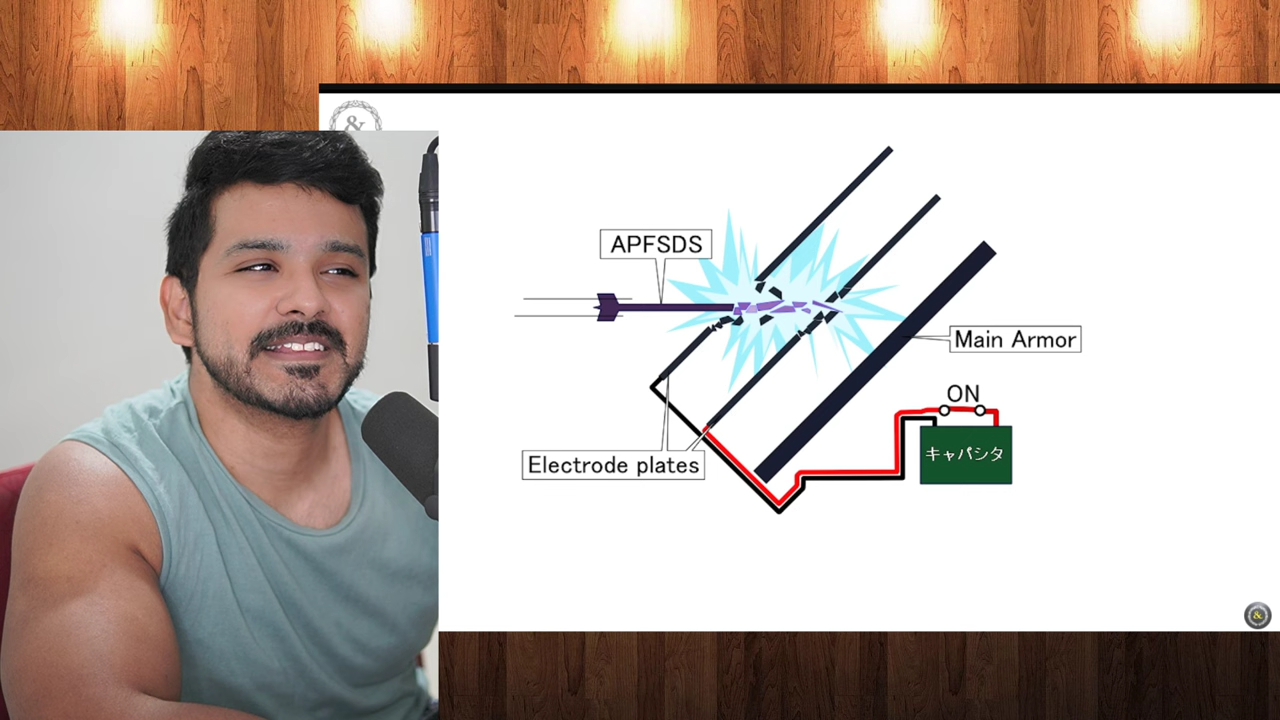 &
APFSDS
Main Armor
ON
キャパシタ
Electrode plates
&